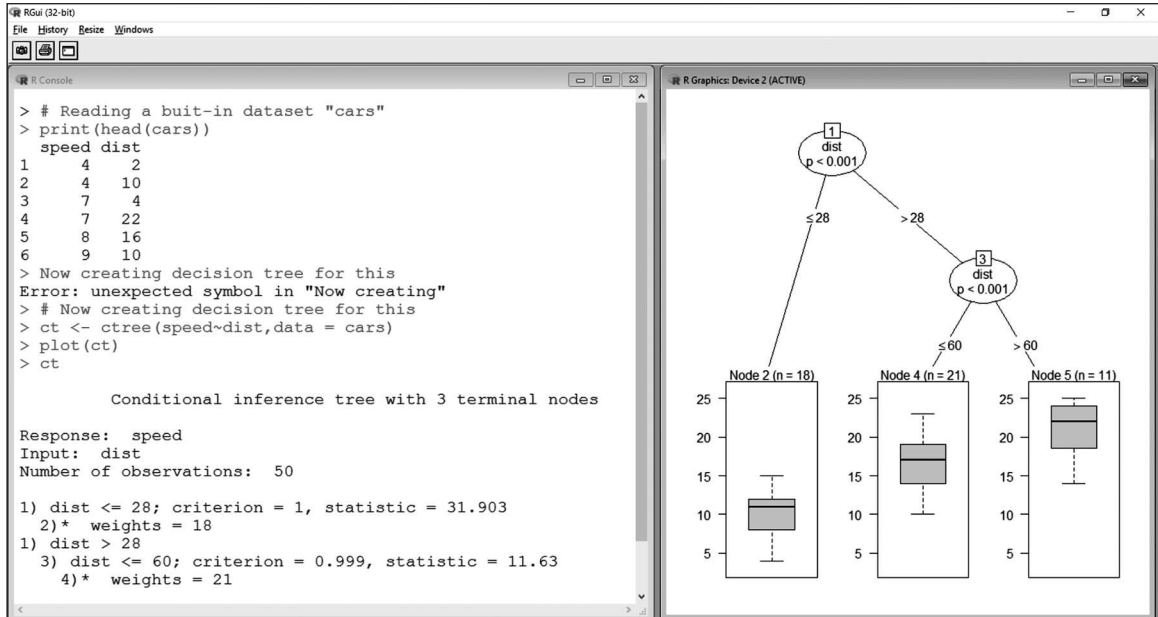 RGui (32-bit)
File History Resize Windows
R Console
> # Reading a buit-in dataset "cars"
> print(head(cars))
speed dist
1 4 2
2 4 10
3 7 4
4 7 22
5 8 16
6 9 10
> Now creating decision tree for this
Error: unexpected symbol in "Now creating"
> # Now creating decision tree for this
> ct <- ctree(speed~dist,data = cars)
> plot(ct)
> ct
Conditional inference tree with 3 terminal nodes
Response: speed
Input: dist
Number of observations: 50
1) dist <= 28; criterion = 1, statistic = 31.903
2)* weights = 18
1) dist > 28
3) dist <= 60; criterion = 0.999, statistic = 11.63
4)* weights = 21
R Graphics: Device 2 (ACTIVE)
1
dist
p < 0.001
≤ 28
> 28
3
dist
p < 0.001
≤ 60
> 60
Node 2 (n = 18)
25
20
15
10
5
Node 4 (n = 21)
25
20
15
10
5
Node 5 (n = 11)
25
20
15
10
5